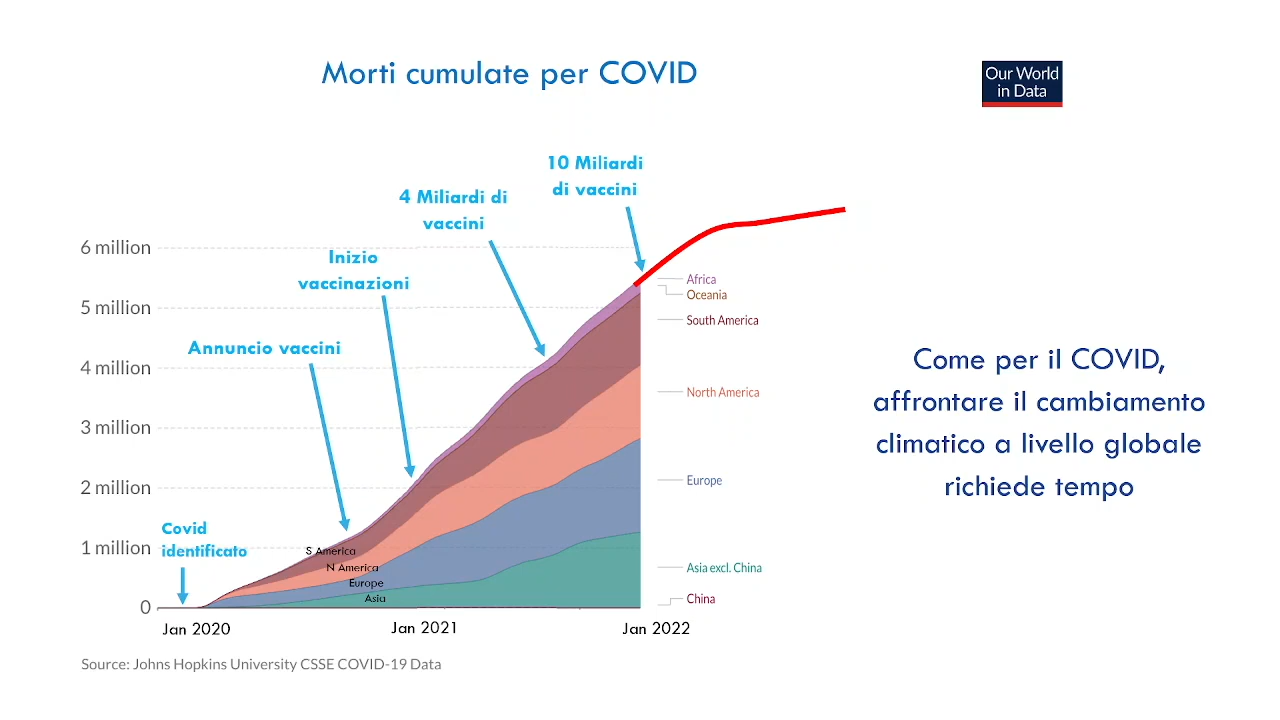 Morti cumulate per COVID
Our World
in Data
10 Miliardi
di vaccini
4 Miliardi di
vaccini
Inizio
vaccinazioni
Annuncio vaccini
Covid
identificato
6 million
5 million
4 million
3 million
2 million
1 million
0
S America
N America
Europe
Asia
Africa
Oceania
South America
North America
Europe
Asia excl. China
China
Jan 2020
Jan 2021
Jan 2022
Come per il COVID,
affrontare il cambiamento
climatico a livello globale
richiede tempo
Source: Johns Hopkins University CSSE COVID-19 Data